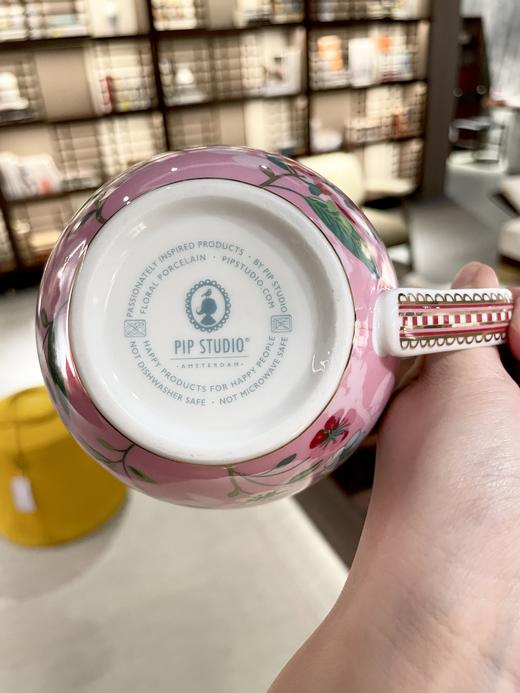 PASSIONATELY INSPIRED PRODUCTS · BY PIP STUDIO
FLORAL PORCELAIN · PIPSTUDIO.COM
PIP STUDIO®
·AMSTERDAM·
HAPPY PRODUCTS FOR HAPPY PEOPLE
NOT DISHWASHER SAFE · NOT MICROWAVE SAFE